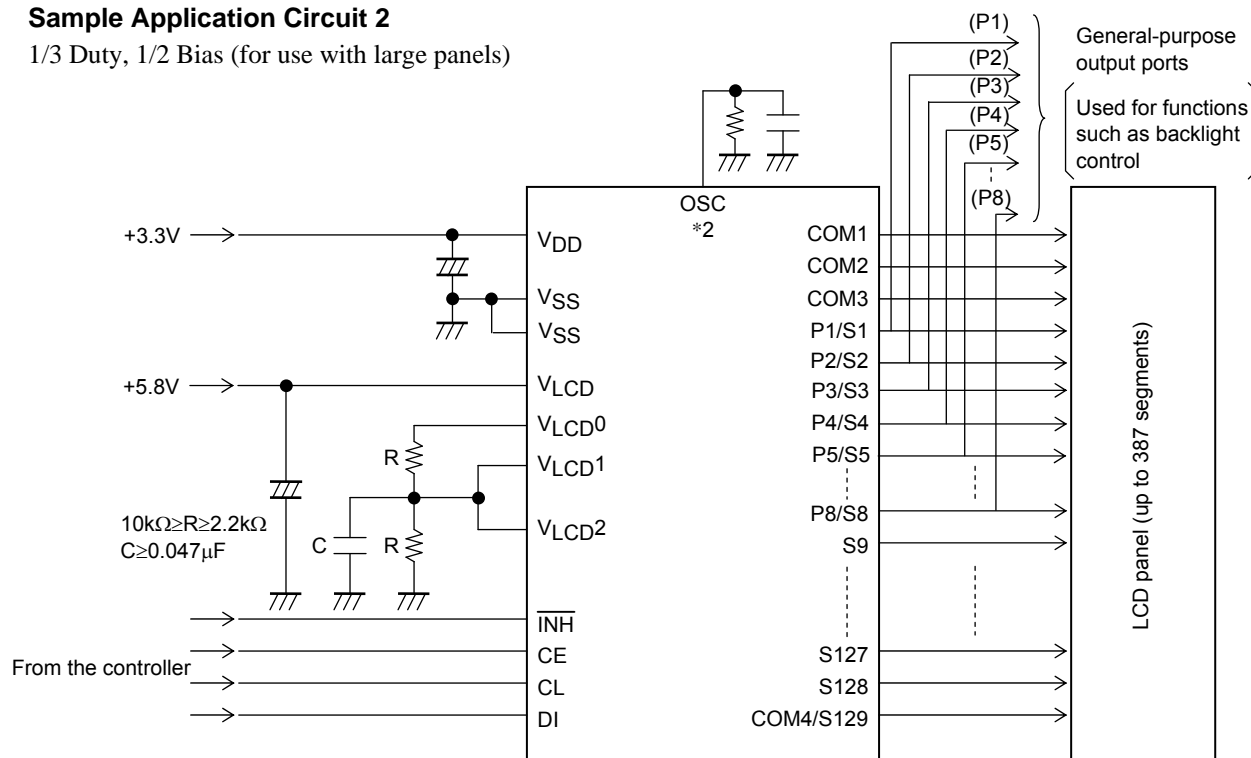 Sample Application Circuit 2
1/3 Duty, 1/2 Bias (for use with large panels)
(P1)
(P2)
(P3)
(P4)
(P5)
(P8)
General-purpose
output ports
Used for functions
such as backlight
control
OSC
*2
+3.3V
VDD
VSS
VSS
+5.8V
VLCD
VLCD0
R
VLCD1
VLCD2
10kΩ≥R≥2.2kΩ
C≥0.047μF
C
R
From the controller
INH
CE
CL
DI
COM1
COM2
COM3
P1/S1
P2/S2
P3/S3
P4/S4
P5/S5
P8/S8
S9
S127
S128
COM4/S129
LCD panel (up to 387 segments)